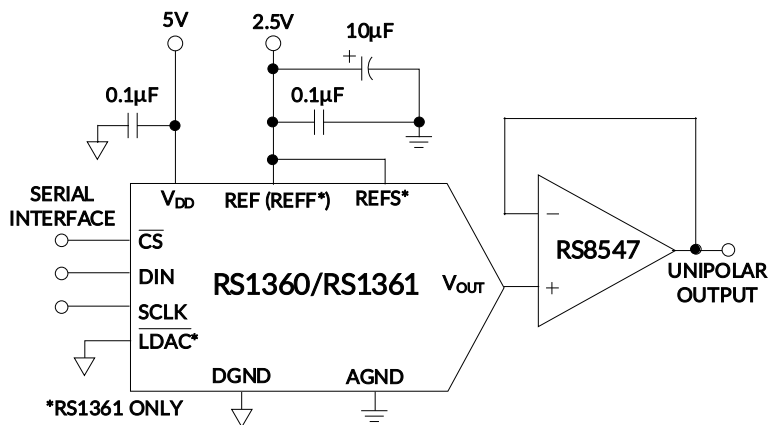 5V
2.5V
10μF
+
0.1μF
0.1μF
SERIAL
INTERFACE
VDD
REF (REFF*)
REFS*
CS
DIN
SCLK
LDAC*
RS1360/RS1361
VOUT
DGND
AGND
*RS1361 ONLY
−
+
RS8547
UNIPOLAR
OUTPUT